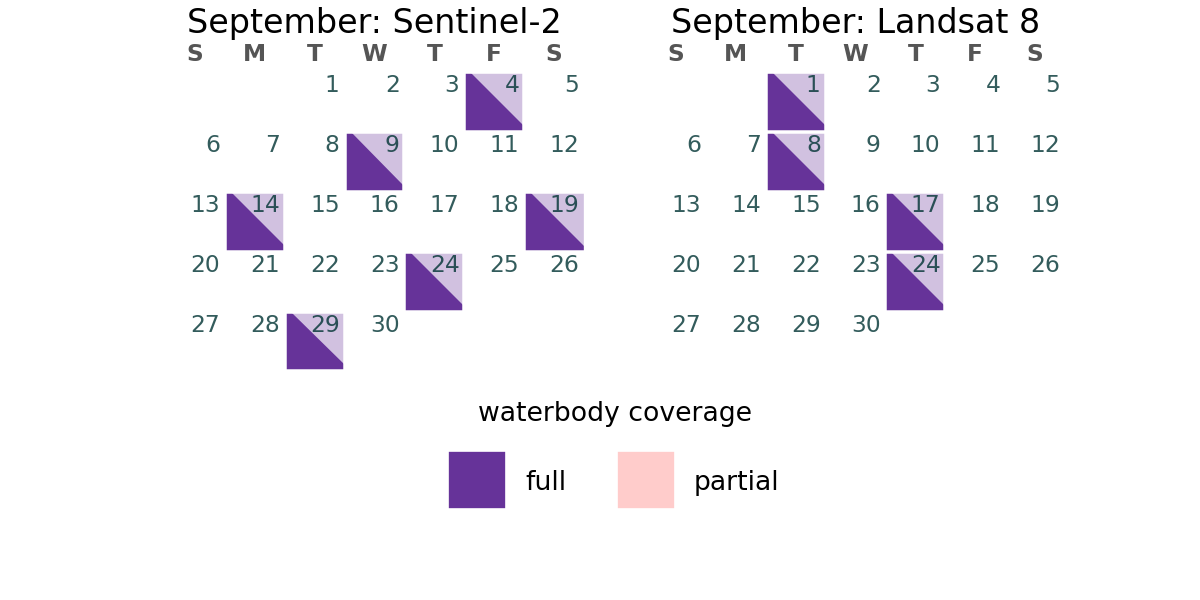 September: Sentinel-2
S M T W T F S
1 2 3 4 5
6 7 8 9 10 11 12
13 14 15 16 17 18 19
20 21 22 23 24 25 26
27 28 29 30
September: Landsat 8
S M T W T F S
1 2 3 4 5
6 7 8 9 10 11 12
13 14 15 16 17 18 19
20 21 22 23 24 25 26
27 28 29 30
waterbody coverage
full partial